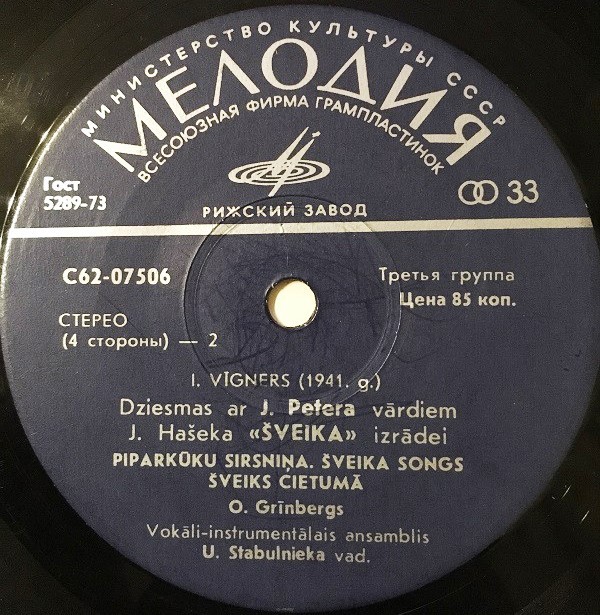 МИНИСТЕРСТВО КУЛЬТУРЫ СССР
МЕЛОДИЯ
ВСЕСОЮЗНАЯ ФИРМА ГРАМПЛАСТИНОК
Гост
5289-73
33
РИЖСКИЙ ЗАВОД
С62-07506
Третья группа
Цена 85 коп.
СТЕРЕО
(4 стороны) — 2
I. VĪGNERS (1941. g.)
Dziesmas ar J. Petera vārdiem
J. Hašeka «ŠVEIKA» izrādei
PIPARKŪKU SIRSNIŅA. ŠVEIKA SONGS
ŠVEIKS CIETUMĀ
O. Grīnbergs
Vokāli-instrumentālais ansamblis
U. Stabulnieka vad.